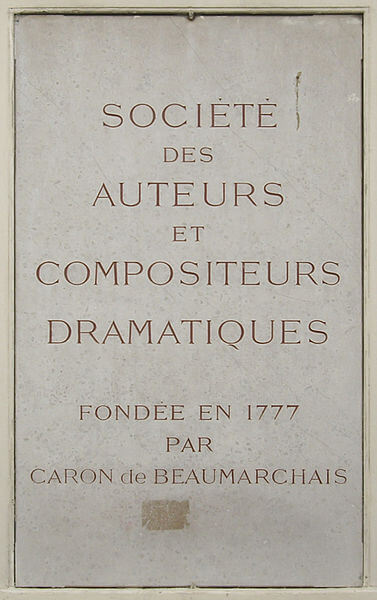 SOCIÉTÉ
DES
AUTEURS
ET
COMPOSITEURS
DRAMATIQUES
FONDÉE EN 1777
PAR
CARON de BEAUMARCHAIS